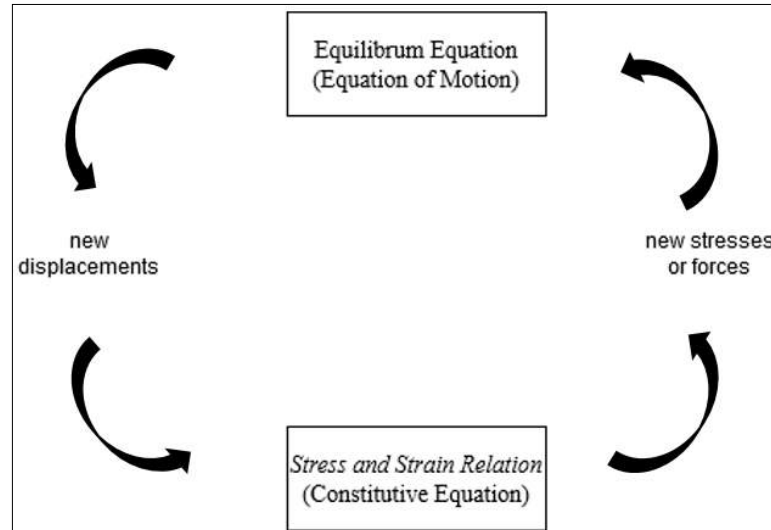 Equilibrum Equation
(Equation of Motion)
new
displacements
new stresses
or forces
Stress and Strain Relation
(Constitutive Equation)